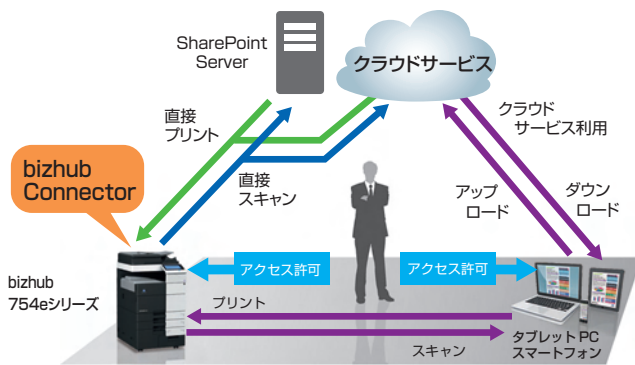 SharePoint
Server
クラウドサービス
直接
プリント
クラウド
サービス利用
bizhub
Connector
直接
スキャン
アップ
ロード
ダウン
ロード
アクセス許可
アクセス許可
bizhub
754eシリーズ
プリント
スキャン
タブレットPC
スマートフォン